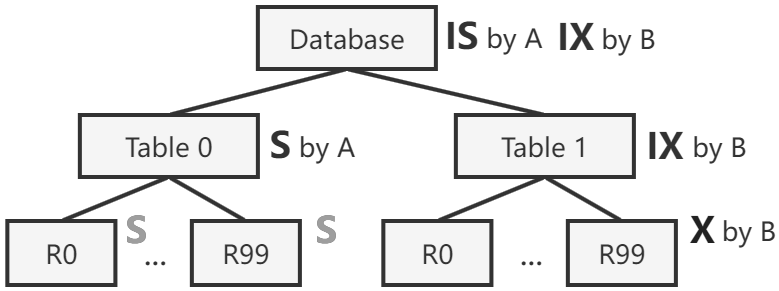 Database IS by A IX by B
Table 0 S by A Table 1 IX by B
R0 S ... R99 S R0 ... R99 X by B